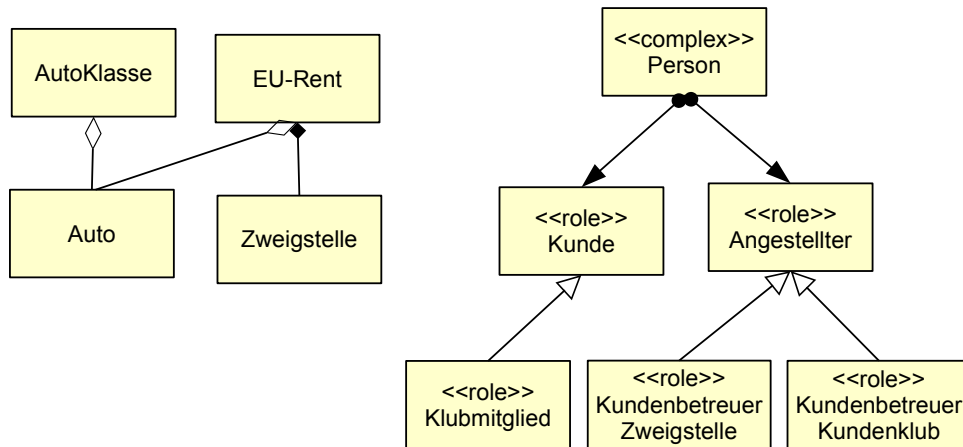 AutoKlasse
EU-Rent
Auto
Zweigstelle
<<complex>>
Person
<<role>>
Kunde
<<role>>
Angestellter
<<role>>
Klubmitglied
<<role>>
Kundenbetreuer
Zweigstelle
<<role>>
Kundenbetreuer
Kundenklub